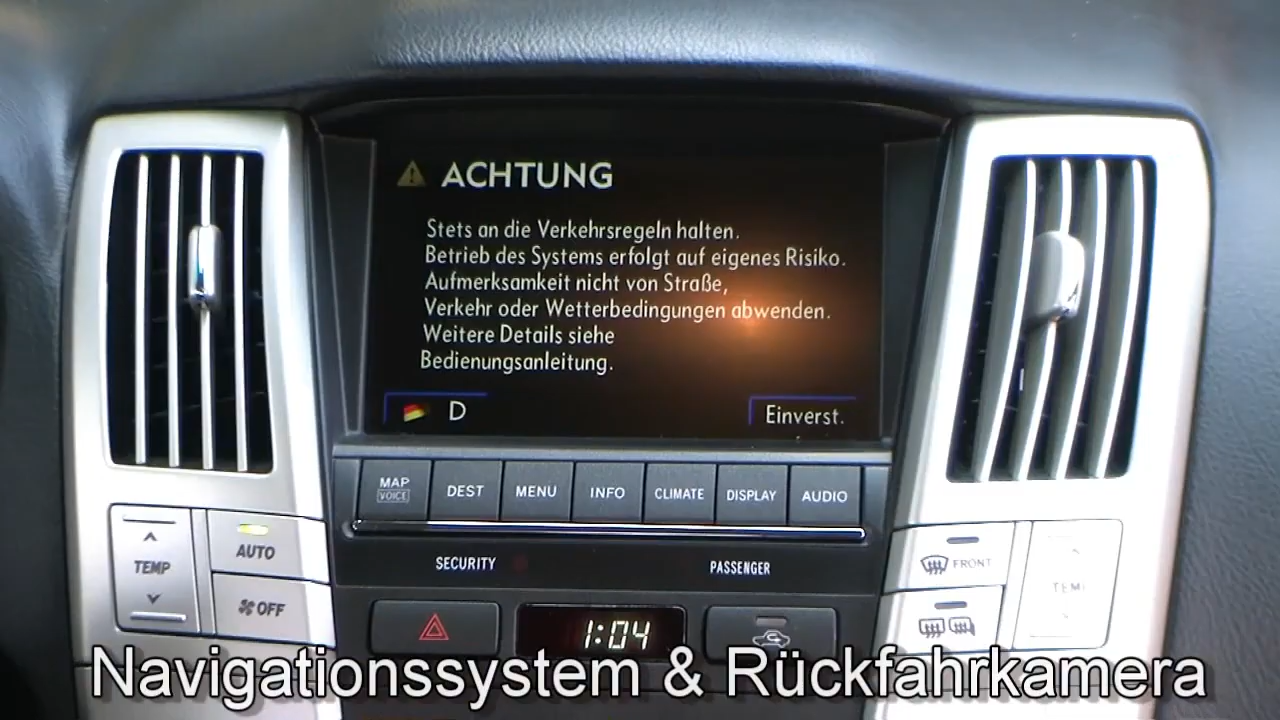 ACHTUNG
Stets an die Verkehrsregeln halten.
Betrieb des Systems erfolgt auf eigenes Risiko.
Aufmerksamkeit nicht von Straße,
Verkehr oder Wetterbedingungen abwenden.
Weitere Details siehe
Bedienungsanleitung.
D
Einverst.
MAP
VOICE
DEST
MENU
INFO
CLIMATE
DISPLAY
AUDIO
TEMP
AUTO
OFF
SECURITY
PASSENGER
1:04
FRONT
TEMP
Navigationssystem & Rückfahrkamera